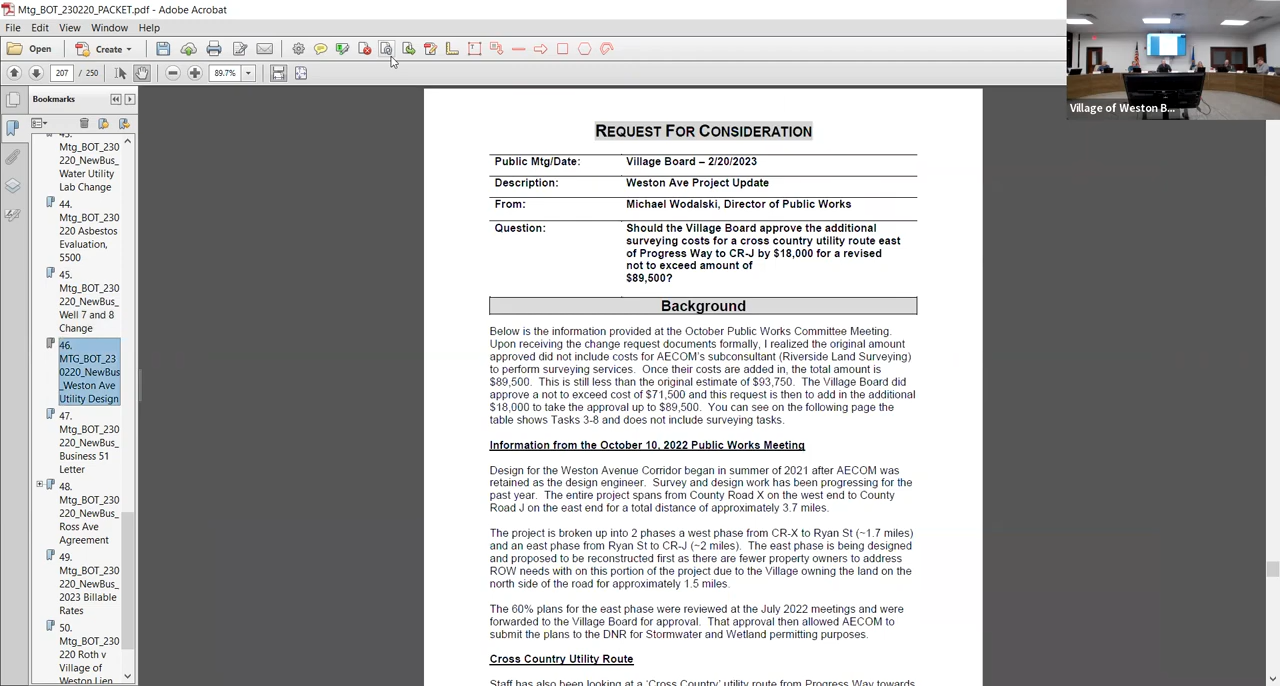 Mtg_BOT_230220_PACKET.pdf - Adobe Acrobat
File Edit View Window Help
Open Create
207 / 250 89.7%
Bookmarks
45.
Mtg_BOT_230
220_NewBus_
Water Utility
Lab Change
44.
Mtg_BOT_230
220 Asbestos
Evaluation,
5500
45.
Mtg_BOT_230
220_NewBus_
Well 7 and 8
Change
46.
MTG_BOT_23
0220_NewBus
_Weston Ave
Utility Design
47.
Mtg_BOT_230
220_NewBus_
Business 51
Letter
48.
Mtg_BOT_230
220_NewBus_
Ross Ave
Agreement
49.
Mtg_BOT_230
220_NewBus_
2023 Billable
Rates
50.
Mtg_BOT_230
220 Roth v
Village of
Weston Lien
REQUEST FOR CONSIDERATION
Public Mtg/Date: Village Board – 2/20/2023
Description: Weston Ave Project Update
From: Michael Wodalski, Director of Public Works
Question: Should the Village Board approve the additional
surveying costs for a cross country utility route east
of Progress Way to CR-J by $18,000 for a revised
not to exceed amount of
$89,500?
Background
Below is the information provided at the October Public Works Committee Meeting.
Upon receiving the change request documents formally, I realized the original amount
approved did not include costs for AECOM's subconsultant (Riverside Land Surveying)
to perform surveying services. Once their costs are added in, the total amount is
$89,500. This is still less than the original estimate of $93,750. The Village Board did
approve a not to exceed cost of $71,500 and this request is then to add in the additional
$18,000 to take the approval up to $89,500. You can see on the following page the
table shows Tasks 3-8 and does not include surveying tasks.
Information from the October 10, 2022 Public Works Meeting
Design for the Weston Avenue Corridor began in summer of 2021 after AECOM was
retained as the design engineer. Survey and design work has been progressing for the
past year. The entire project spans from County Road X on the west end to County
Road J on the east end for a total distance of approximately 3.7 miles.
The project is broken up into 2 phases a west phase from CR-X to Ryan St (~1.7 miles)
and an east phase from Ryan St to CR-J (~2 miles). The east phase is being designed
and proposed to be reconstructed first as there are fewer property owners to address
ROW needs with on this portion of the project due to the Village owning the land on the
north side of the road for approximately 1.5 miles.
The 60% plans for the east phase were reviewed at the July 2022 meetings and were
forwarded to the Village Board for approval. That approval then allowed AECOM to
submit the plans to the DNR for Stormwater and Wetland permitting purposes.
Cross Country Utility Route
Staff has also been looking at a 'Cross Country' utility route from Progress Way towards
Village of Weston B...